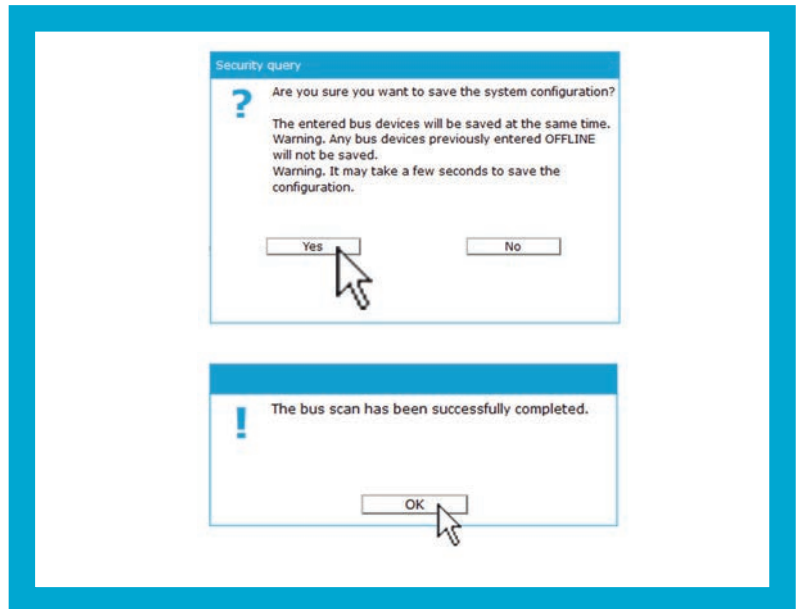 Security query
Are you sure you want to save the system configuration?
The entered bus devices will be saved at the same time.
Warning. Any bus devices previously entered OFFLINE
will not be saved.
Warning. It may take a few seconds to save the
configuration.
Yes
No
The bus scan has been successfully completed.
OK